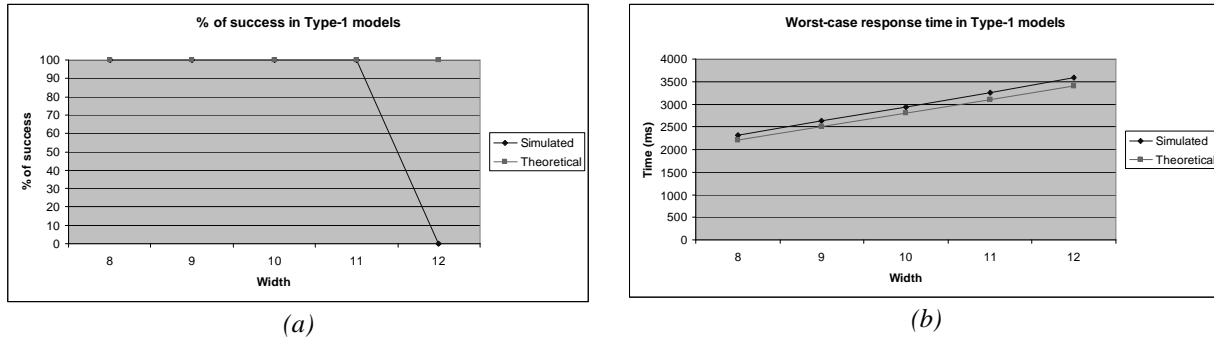 % of success in Type-1 models
% of success
100
90
80
70
60
50
40
30
20
10
0
8 9 10 11 12
Width
Simulated
Theoretical
(a)
Worst-case response time in Type-1 models
Time (ms)
4000
3500
3000
2500
2000
1500
1000
500
0
8 9 10 11 12
Width
Simulated
Theoretical
(b)